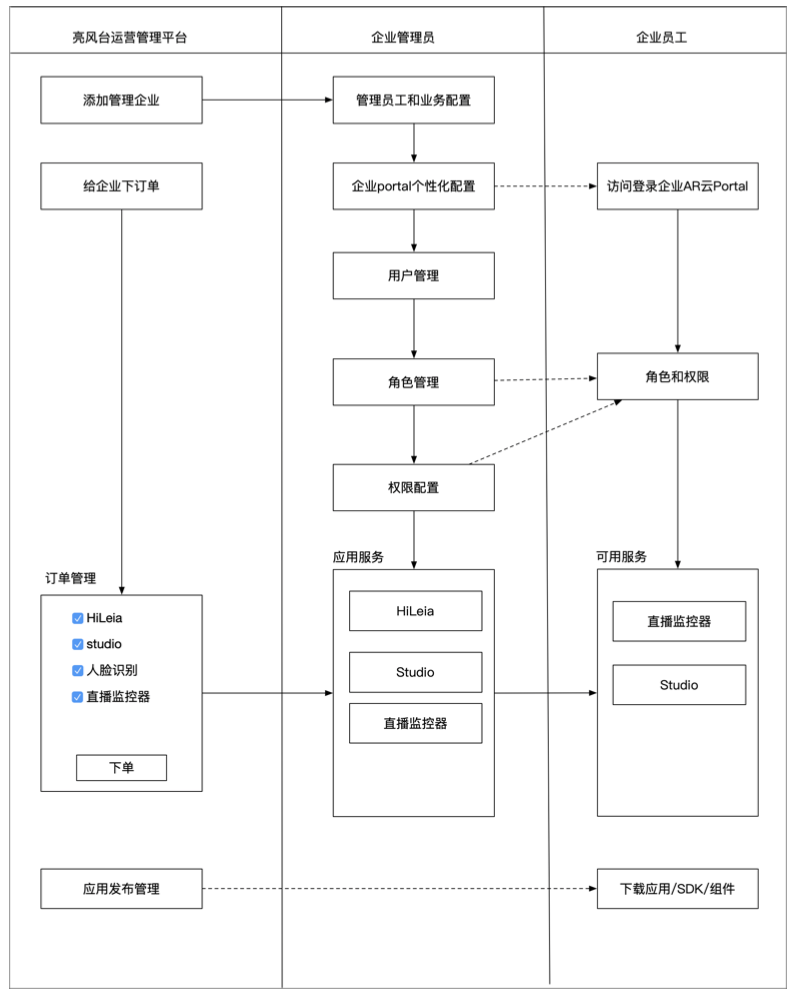 亮风台运营管理平台
企业管理员
企业员工
添加管理企业
管理员工和业务配置
给企业下订单
企业portal个性化配置
访问登录企业AR云Portal
用户管理
角色管理
角色和权限
权限配置
订单管理
应用服务
可用服务
HiLeia
studio
人脸识别
直播监控器
下单
HiLeia
Studio
直播监控器
直播监控器
Studio
应用发布管理
下载应用/SDK/组件